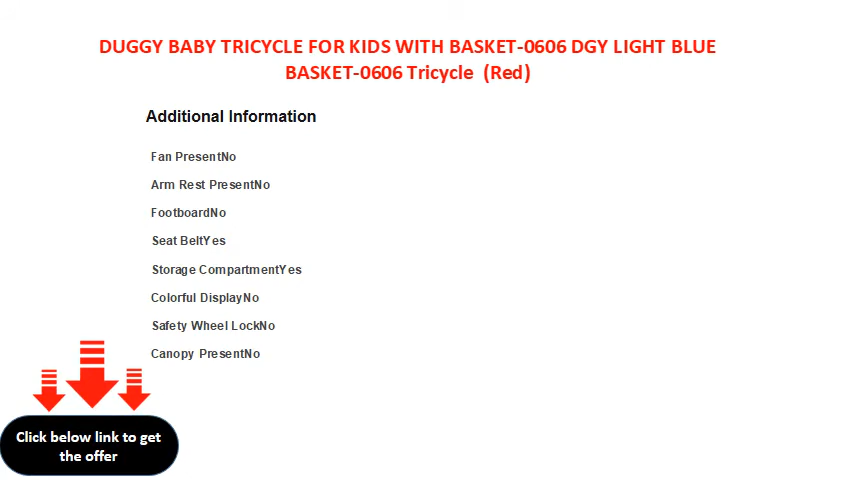 DUGGY BABY TRICYCLE FOR KIDS WITH BASKET-0606 DGY LIGHT BLUE
BASKET-0606 Tricycle (Red)
Additional Information
Fan PresentNo
Arm Rest PresentNo
FootboardNo
Seat BeltYes
Storage CompartmentYes
Colorful DisplayNo
Safety Wheel LockNo
Canopy PresentNo
Click below link to get
the offer